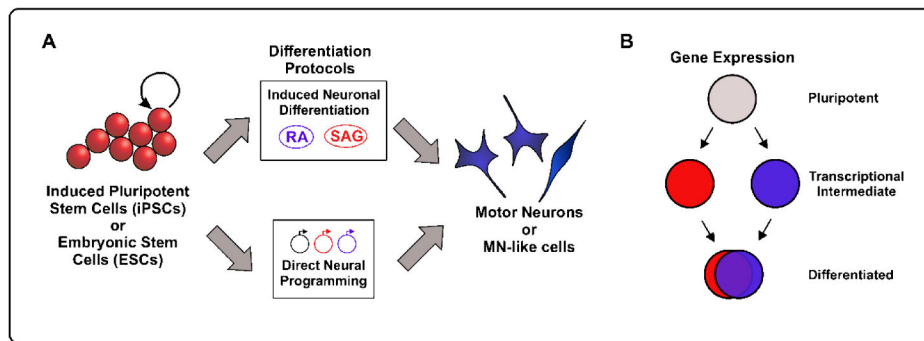 A
Differentiation
Protocols
Induced Neuronal
Differentiation
RA
SAG
Induced Pluripotent
Stem Cells (iPSCs)
or
Embryonic Stem
Cells (ESCs)
Direct Neural
Programming
Motor Neurons
or
MN-like cells
B
Gene Expression
Pluripotent
Transcriptional
Intermediate
Differentiated